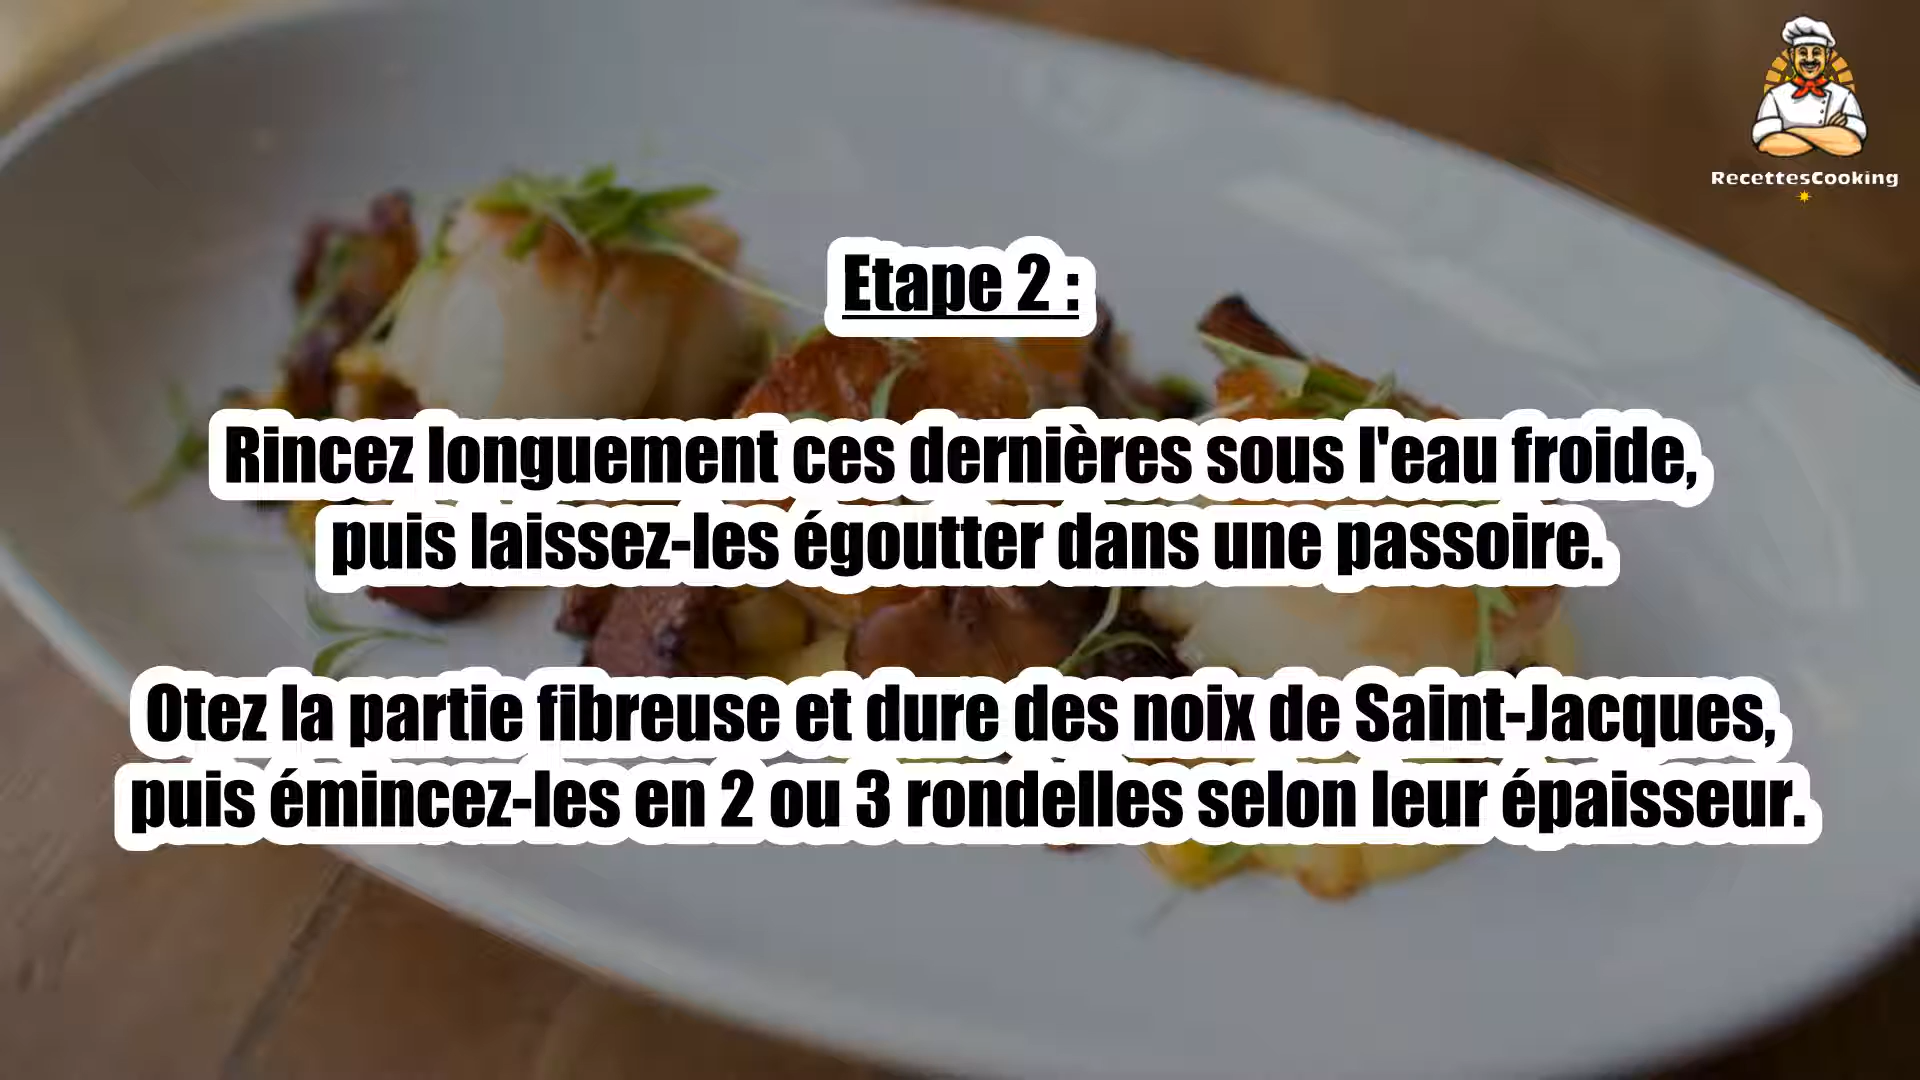 RecettesCooking
Etape 2 :
Rincez longuement ces dernières sous l'eau froide,
puis laissez-les égoutter dans une passoire.
Otez la partie fibreuse et dure des noix de Saint-Jacques,
puis émincez-les en 2 ou 3 rondelles selon leur épaisseur.